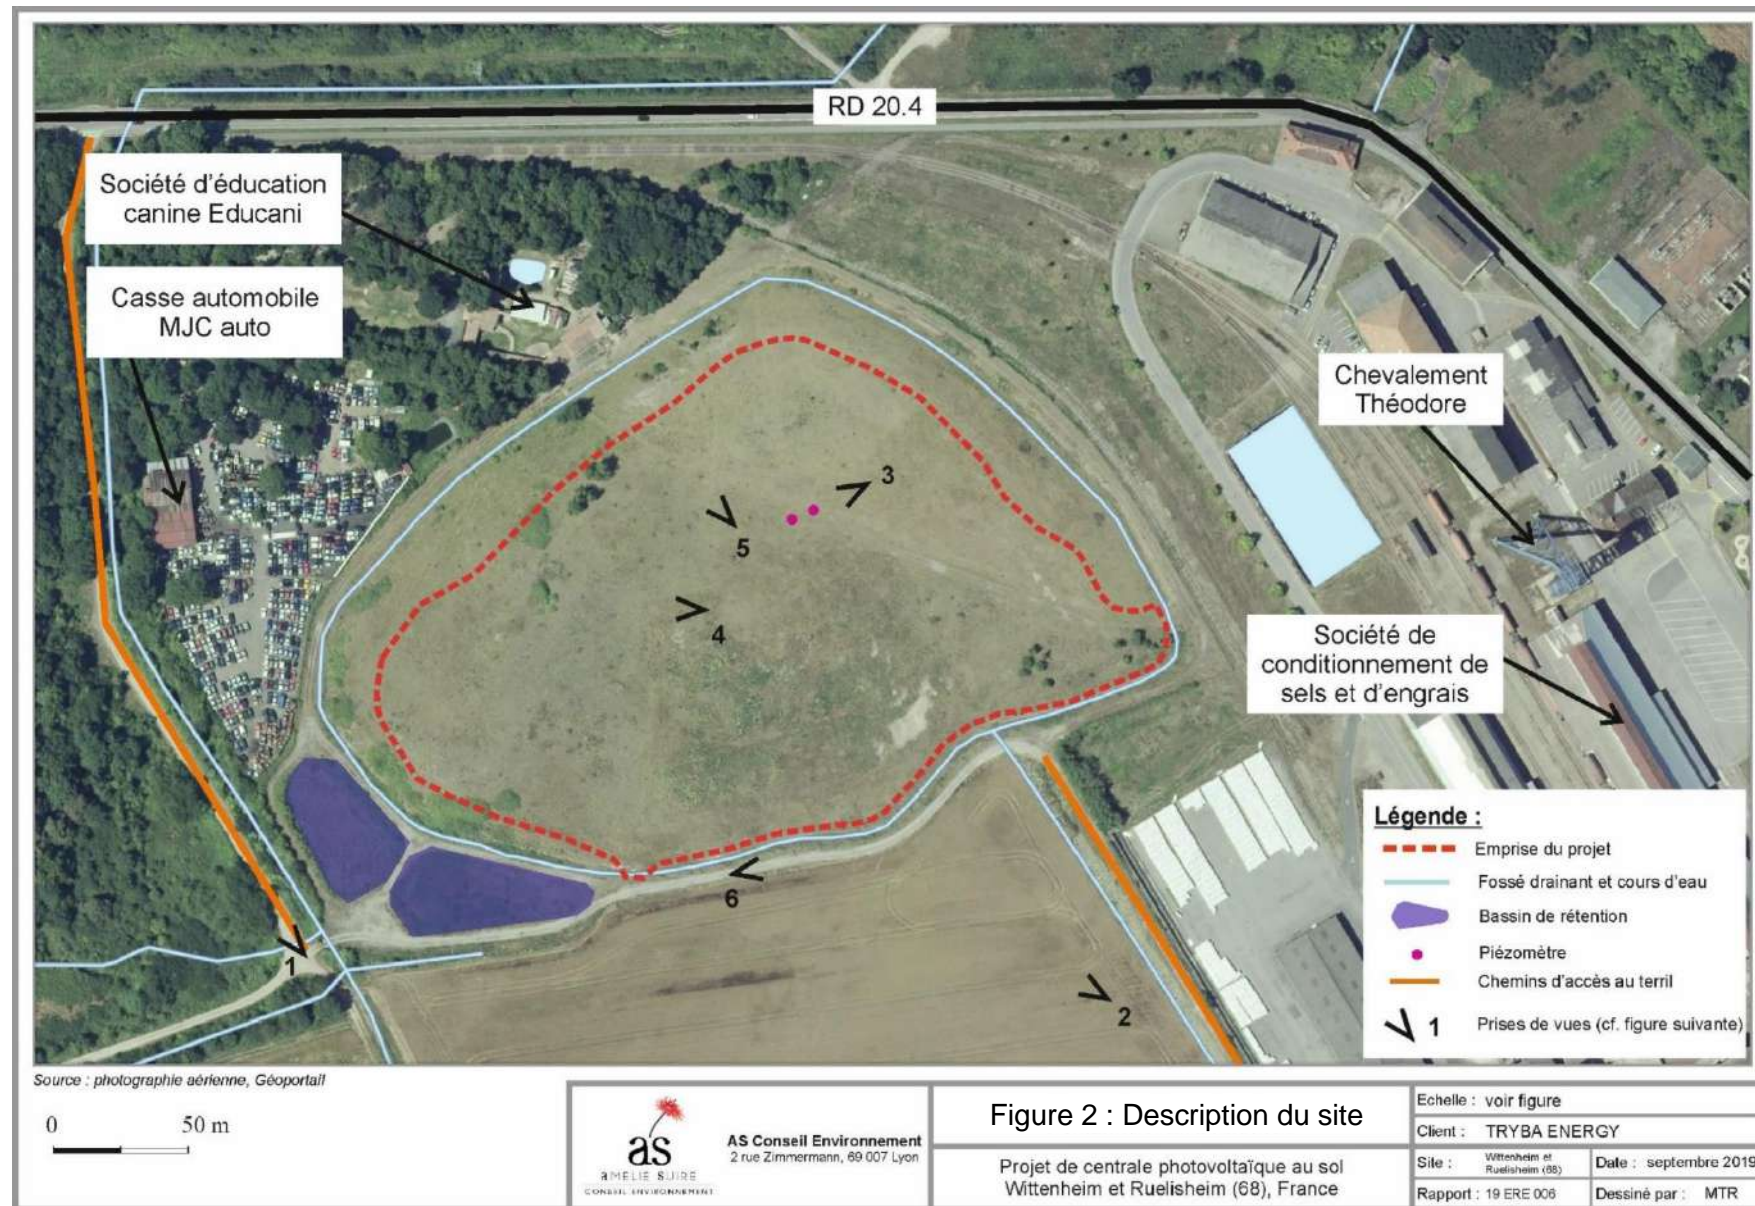 RD 20.4
Société d'éducation
canine Educani
Casse automobile
MJC auto
Chevalement
Théodore
Société de
conditionnement de
sels et d'engrais
3
5
4
6
1
2
Légende :
Emprise du projet
Fossé drainant et cours d'eau
Bassin de rétention
Piézomètre
Chemins d'accès au terril
1 Prises de vues (cf. figure suivante)
Source : photographie aérienne, Géoportail
0 50 m
as
AMELIE SUIRE
CONSEIL ENVIRONNEMENT
AS Conseil Environnement
2 rue Zimmermann, 69 007 Lyon
Figure 2 : Description du site
Projet de centrale photovoltaïque au sol
Wittenheim et Ruelisheim (68), France
Echelle : voir figure
Client : TRYBA ENERGY
Site : Wittenheim et
Ruelisheim (68)
Date : septembre 2019
Rapport : 19 ERE 006
Dessiné par : MTR